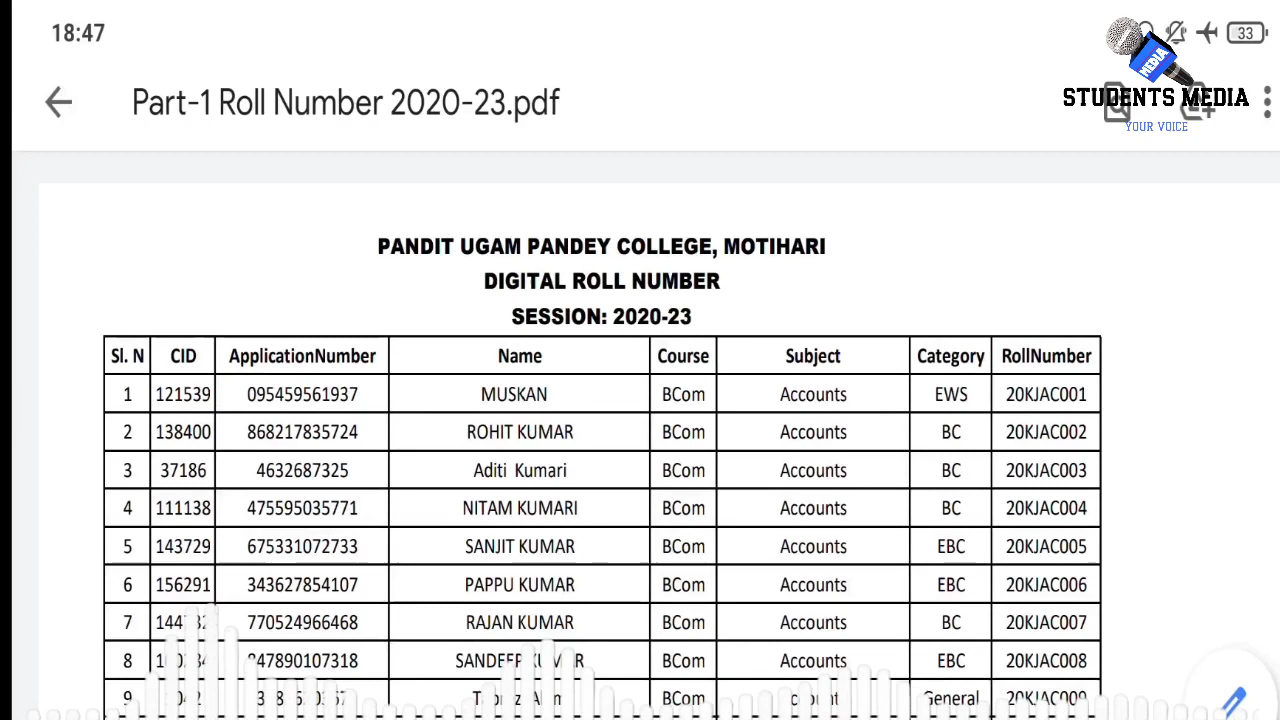 18:47
33
MEDIA
Part-1 Roll Number 2020-23.pdf
STUDENTS MEDIA
YOUR VOICE
PANDIT UGAM PANDEY COLLEGE, MOTIHARI
DIGITAL ROLL NUMBER
SESSION: 2020-23
Sl. N CID ApplicationNumber Name Course Subject Category RollNumber
1 121539 095459561937 MUSKAN BCom Accounts EWS 20KJAC001
2 138400 868217835724 ROHIT KUMAR BCom Accounts BC 20KJAC002
3 37186 4632687325 Aditi Kumari BCom Accounts BC 20KJAC003
4 111138 475595035771 NITAM KUMARI BCom Accounts BC 20KJAC004
5 143729 675331072733 SANJIT KUMAR BCom Accounts EBC 20KJAC005
6 156291 343627854107 PAPPU KUMAR BCom Accounts EBC 20KJAC006
7 770524966468 RAJAN KUMAR BCom Accounts BC 20KJAC007
8 SANDEEP KUMAR BCom Accounts EBC 20KJAC008
9 BCom General 20KJAC009